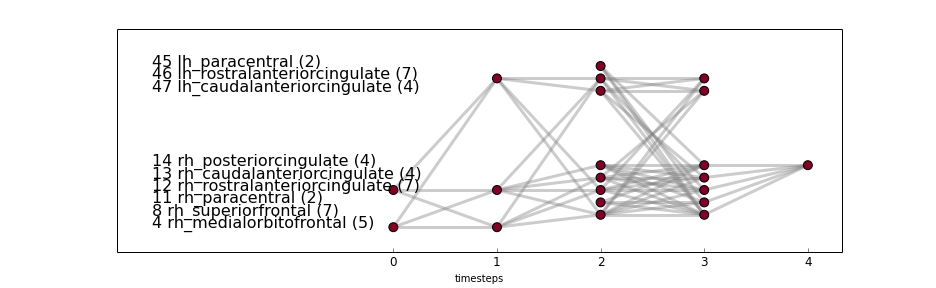 45 lh_paracentral (2)
46 lh_rostralanteriorcingulate (7)
47 lh_caudalanteriorcingulate (4)
14 rh_posteriorcingulate (4)
13 rh_caudalanteriorcingulate (4)
12 rh_rostralanteriorcingulate (7)
11 rh_paracentral (2)
8 rh_superiorfrontal (7)
4 rh_medialorbitofrontal (5)
0 1 2 3 4
timesteps